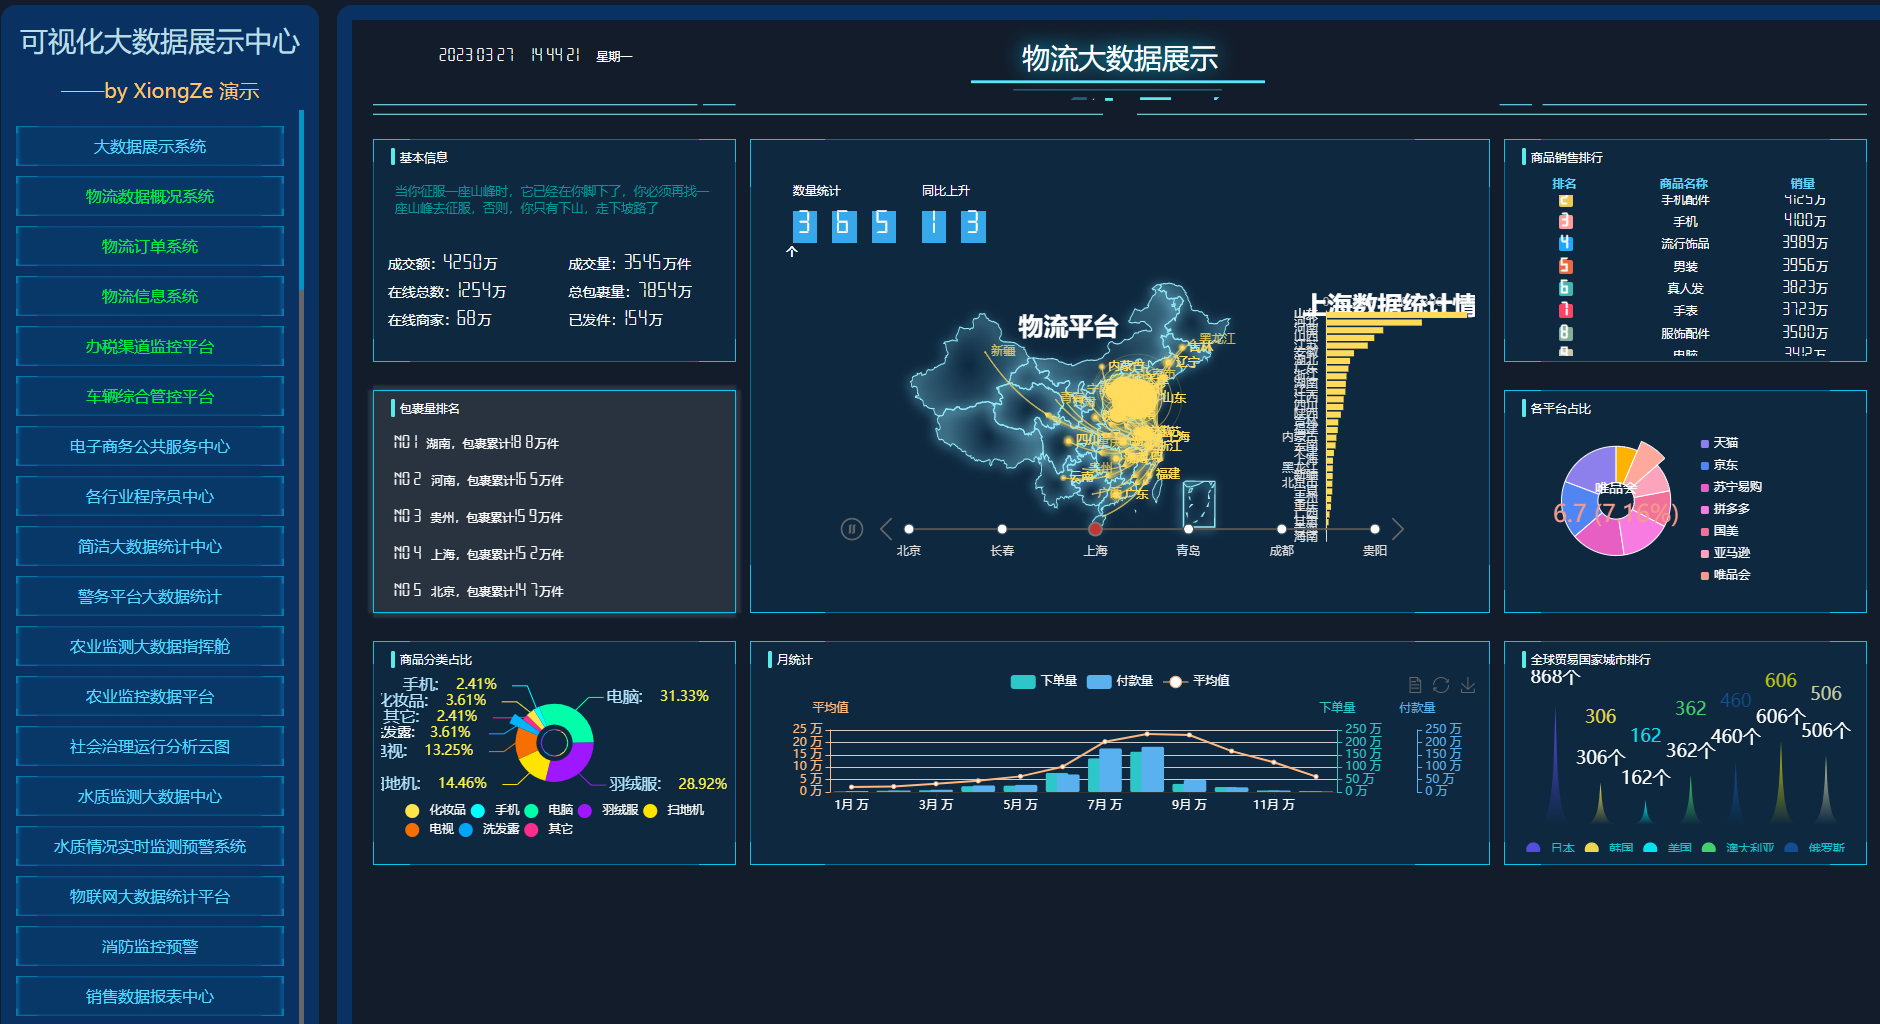 可视化大数据展示中心
——by XiongZe 演示
大数据展示系统
物流数据概况系统
物流订单系统
物流信息系统
办税渠道监控平台
车辆综合管控平台
电子商务公共服务中心
各行业程序员中心
简洁大数据统计中心
警务平台大数据统计
农业监测大数据指挥舱
农业监控数据平台
社会治理运行分析云图
水质监测大数据中心
水质情况实时监测预警系统
物联网大数据统计平台
消防监控预警
销售数据报表中心
2023 03 27 14 44 21 星期一
物流大数据展示
基本信息
当你征服一座山峰时，它已经在你脚下了，你必须再找一
座山峰去征服，否则，你只有下山，走下坡路了
成交额：4250万 成交量：3545万件
在线总数：1254万 总包裹量：7854万
在线商家：68万 已发件：154万
包裹量排名
NO 1 湖南，包裹累计18 8万件
NO 2 河南，包裹累计16 5万件
NO 3 贵州，包裹累计15 9万件
NO 4 上海，包裹累计15 2万件
NO 5 北京，包裹累计14 7万件
数量统计 同比上升
3 6 5 1 3
个
物流平台
上海数据统计情
新疆
黑龙江
吉林
辽宁
内蒙古
山东
四川
云南
福建
广东
内蒙古
黑龙江
海南
北京 长春 上海 青岛 成都 贵阳
商品销售排行
排名 商品名称 销量
2 手机配件 4125万
3 手机 4100万
4 流行饰品 3989万
5 男装 3956万
6 真人发 3823万
7 手表 3723万
8 服饰配件 3500万
9 电脑 3412万
各平台占比
唯品会
6.7 (7.16%)
天猫
京东
苏宁易购
拼多多
国美
亚马逊
唯品会
商品分类占比
手机： 2.41%
化妆品： 3.61%
其它： 2.41%
洗发露： 3.61%
电视： 13.25%
扫地机： 14.46%
电脑： 31.33%
羽绒服： 28.92%
化妆品 手机 电脑 羽绒服 扫地机
电视 洗发露 其它
月统计
下单量 付款量 平均值
平均值 下单量 付款量
25 万 250 万 250 万
20 万 200 万 200 万
15 万 150 万 150 万
10 万 100 万 100 万
5 万 50 万 50 万
0 万 0 万 0 万
1月 万 3月 万 5月 万 7月 万 9月 万 11月 万
全球贸易国家城市排行
868个
306
306个
162
162个
362
362个
460
460个
606
606个
506
506个
日本 韩国 美国 澳大利亚 俄罗斯